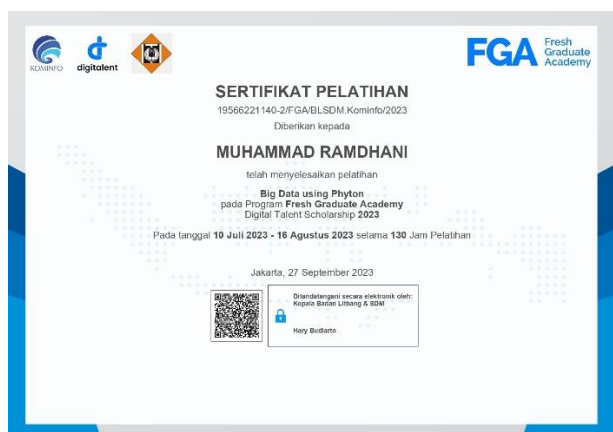 KOMINFO
digitalent
FGA Fresh
Graduate
Academy
SERTIFIKAT PELATIHAN
19566221140-2/FGA/BLSDM.Kominfo/2023
Diberikan kepada
MUHAMMAD RAMDHANI
telah menyelesaikan pelatihan
Big Data using Phyton
pada Program Fresh Graduate Academy
Digital Talent Scholarship 2023
Pada tanggal 10 Juli 2023 - 16 Agustus 2023 selama 130 Jam Pelatihan
Jakarta, 27 September 2023
Ditandatangani secara elektronik oleh:
Kepala Badan Litbang & SDM
Hary Budiarto